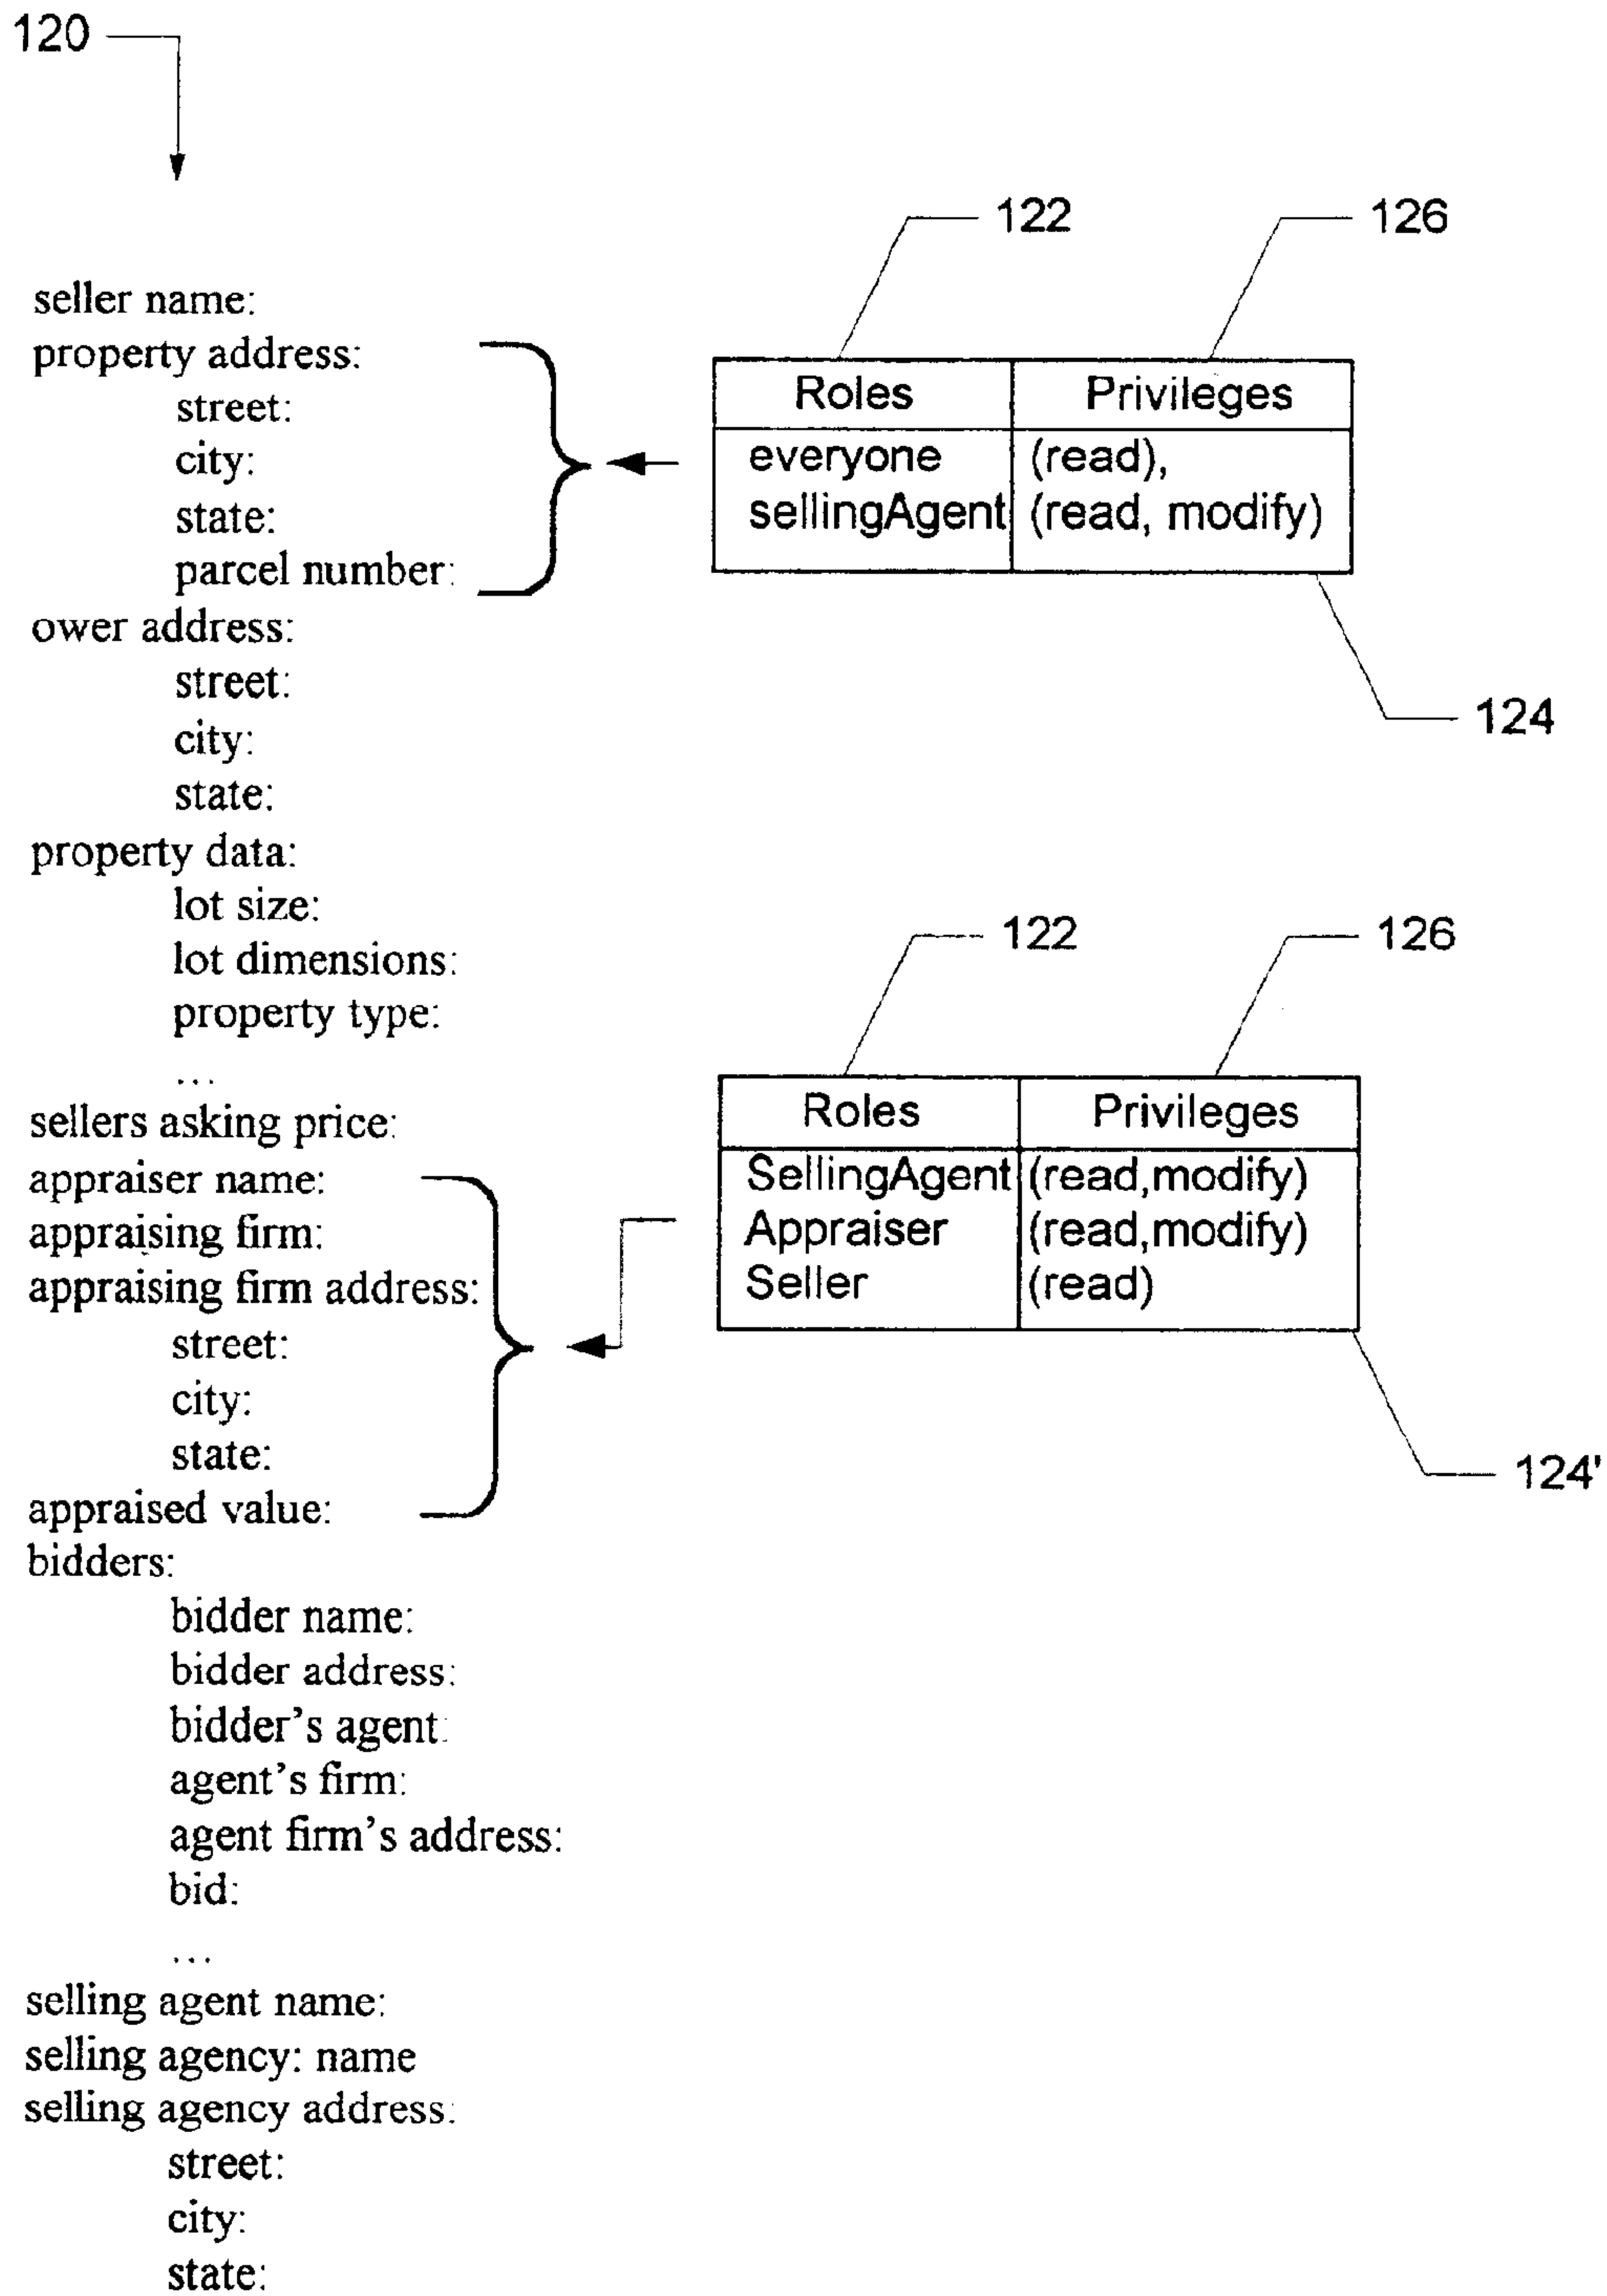 120
122
126
seller name:
property address:
street:
city:
state:
parcel number:
Roles Privileges
everyone (read),
sellingAgent (read, modify)
124
ower address:
street:
city:
state:
property data:
lot size:
lot dimensions:
property type:
...
122
126
Roles Privileges
SellingAgent (read,modify)
Appraiser (read,modify)
Seller (read)
124'
sellers asking price:
appraiser name:
appraising firm:
appraising firm address:
street:
city:
state:
appraised value:
bidders:
bidder name:
bidder address:
bidder’s agent:
agent’s firm:
agent firm’s address:
bid:
...
selling agent name:
selling agency: name
selling agency address:
street:
city:
state: